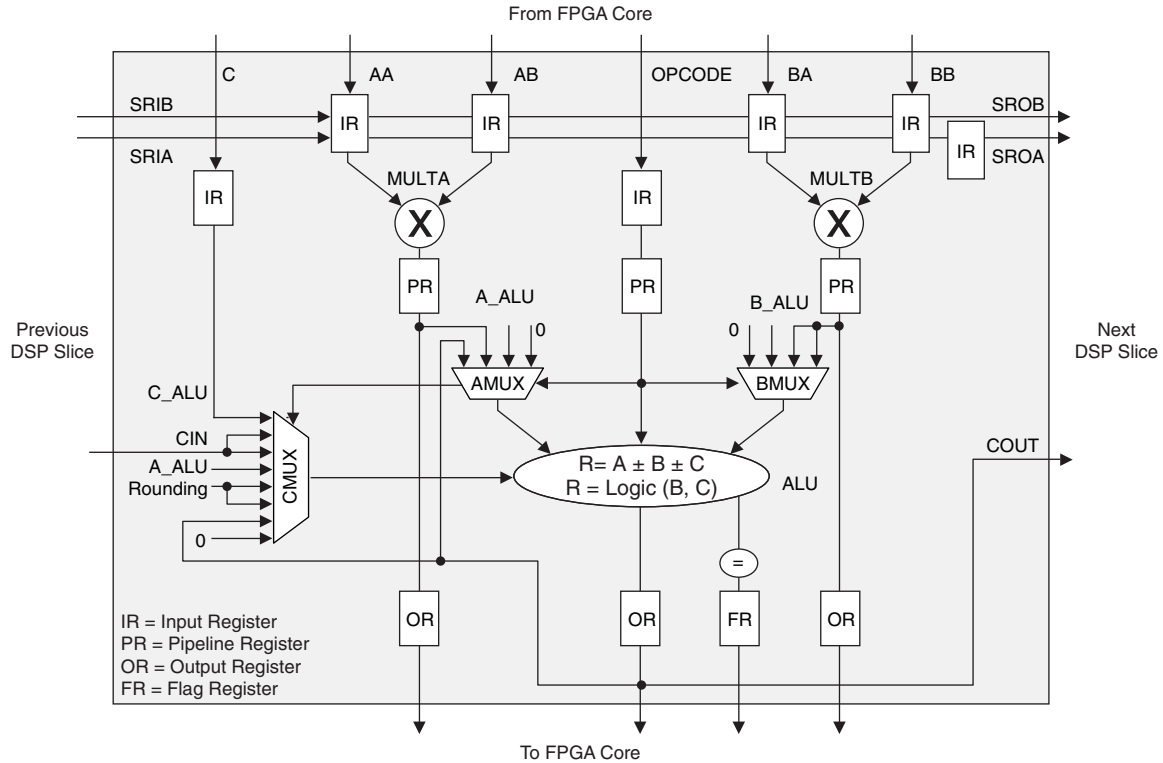 From FPGA Core
C
AA
AB
OPCODE
BA
BB
SRIB
SROB
IR
IR
IR
IR
SRIA
IR
SROA
MULTA
MULTB
IR
IR
X
X
PR
PR
PR
A_ALU
B_ALU
0
0
Previous
DSP Slice
Next
DSP Slice
AMUX
BMUX
C_ALU
CIN
COUT
A_ALU
Rounding
CMUX
R= A ± B ± C
R = Logic (B, C)
ALU
0
=
IR = Input Register
PR = Pipeline Register
OR = Output Register
FR = Flag Register
OR
OR
FR
OR
To FPGA Core